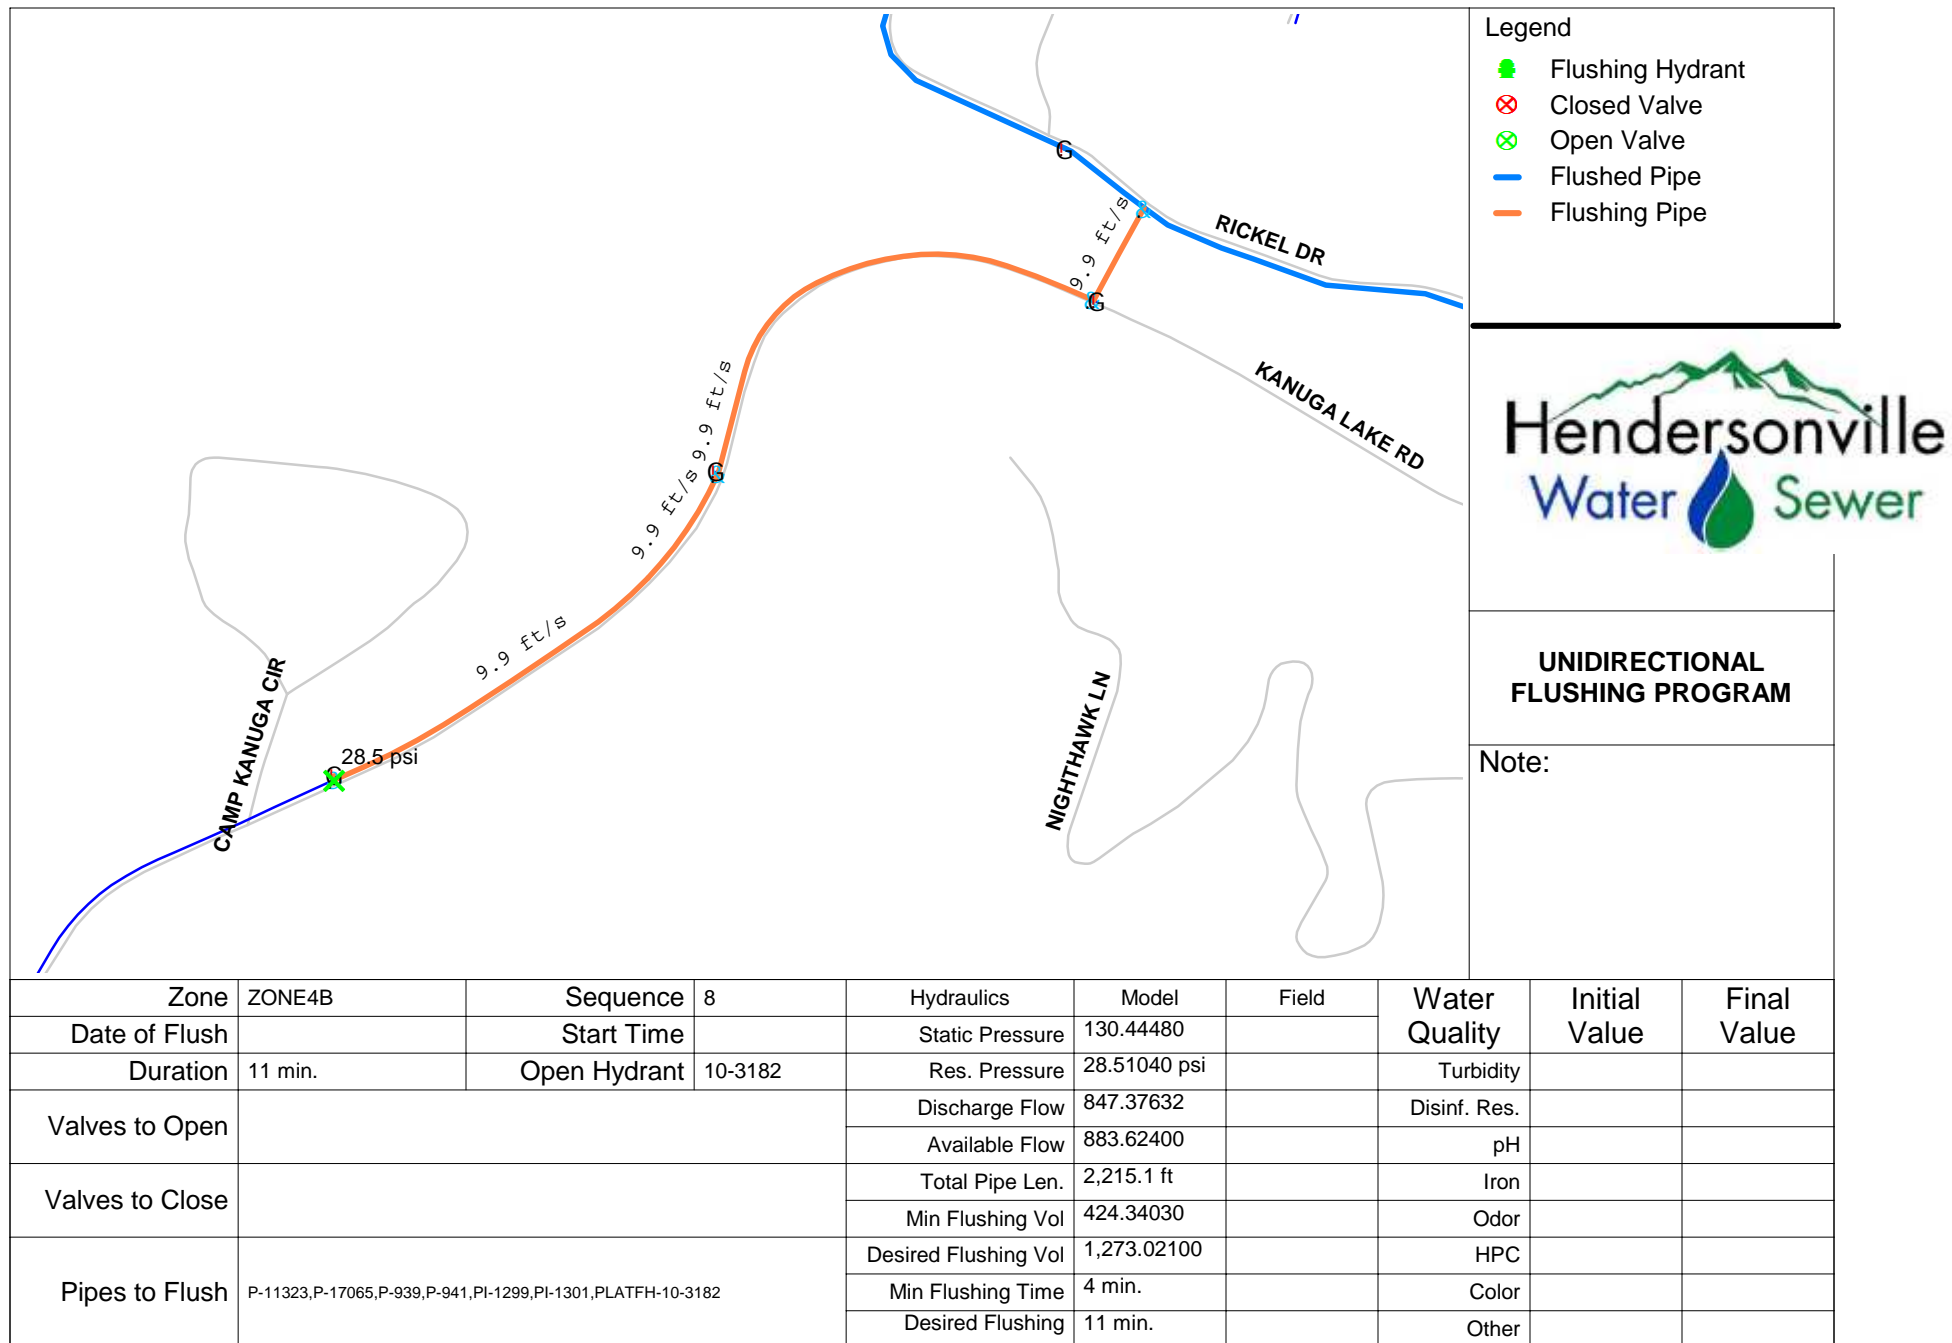 Legend
Flushing Hydrant
Closed Valve
Open Valve
Flushed Pipe
Flushing Pipe
G
9.9 ft/s
RICKEL DR
G
KANUGA LAKE RD
9.9 ft/s
G
9.9 ft/s
9.9 ft/s
28.5 psi
G
CAMP KANUGA CIR
NIGHTHAWK LN
Hendersonville
Water Sewer
UNIDIRECTIONAL
FLUSHING PROGRAM
Note:
Zone ZONE4B Sequence 8 Hydraulics Model Field Water Quality Initial Value Final Value
Date of Flush Start Time Static Pressure 130.44480
Duration 11 min. Open Hydrant 10-3182 Res. Pressure 28.51040 psi Turbidity
Valves to Open Discharge Flow 847.37632 Disinf. Res.
Available Flow 883.62400 pH
Valves to Close Total Pipe Len. 2,215.1 ft Iron
Min Flushing Vol 424.34030 Odor
Desired Flushing Vol 1,273.02100 HPC
Pipes to Flush P-11323,P-17065,P-939,P-941,PI-1299,PI-1301,PLATFH-10-3182 Min Flushing Time 4 min. Color
Desired Flushing 11 min. Other